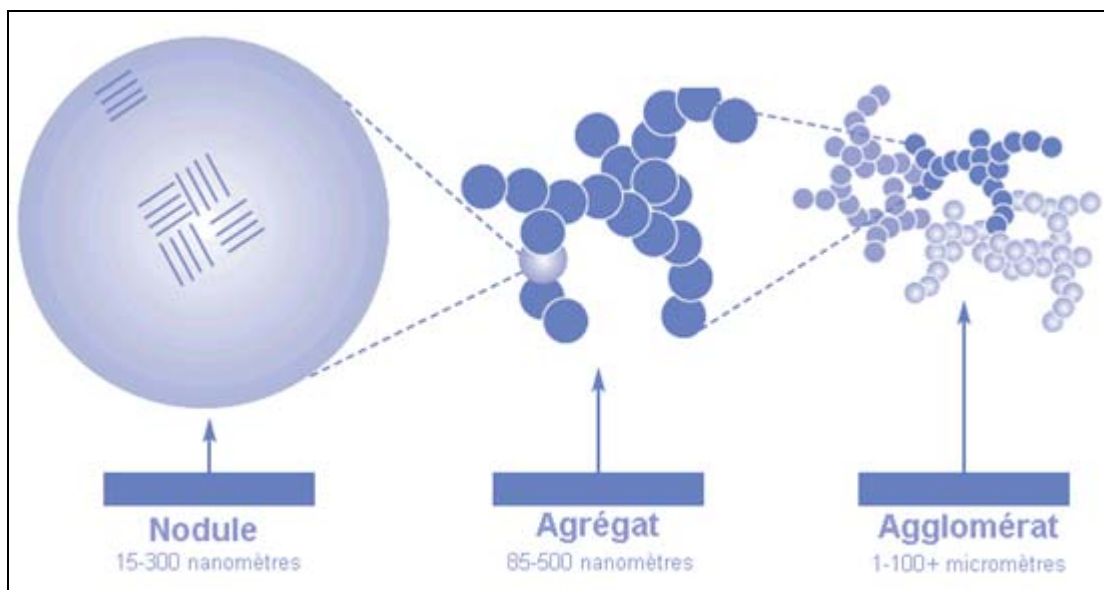 Nodule
15-300 nanomètres
Agrégat
85-500 nanomètres
Agglomérat
1-100+ micromètres